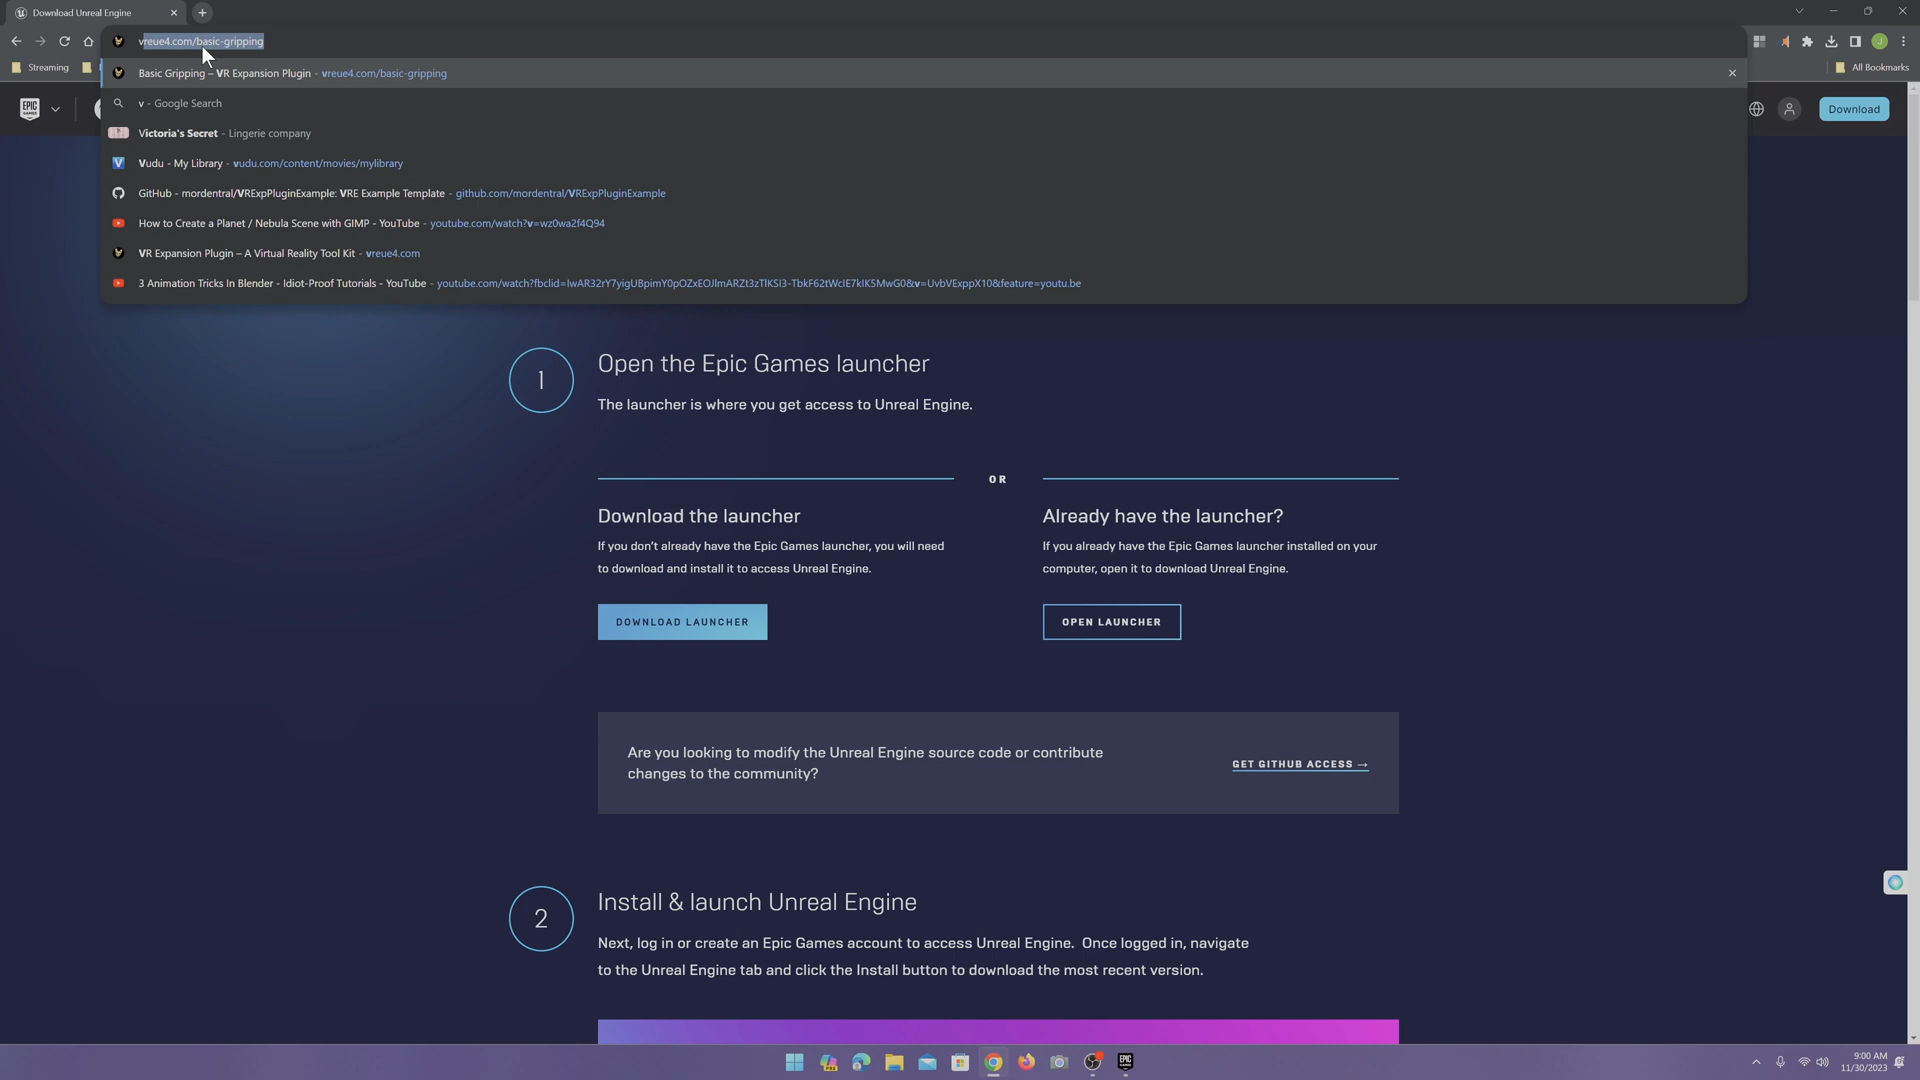 Download Unreal Engine
vreue4.com/basic-gripping
Streaming
All Bookmarks
Basic Gripping – VR Expansion Plugin - vreue4.com/basic-gripping
v - Google Search
Victoria's Secret - Lingerie company
Vudu - My Library - vudu.com/content/movies/mylibrary
GitHub - mordentral/VRExpPluginExample: VRE Example Template - github.com/mordentral/VRExpPluginExample
How to Create a Planet / Nebula Scene with GIMP - YouTube - youtube.com/watch?v=wz0wa2f4Q94
VR Expansion Plugin – A Virtual Reality Tool Kit - vreue4.com
3 Animation Tricks In Blender - Idiot-Proof Tutorials - YouTube - youtube.com/watch?fbclid=IwAR32rY7yigUBpimY0pOZxEOJlmARZt3zTlKSI3-TbkF62tWcIE7kIK5MwG0&v=UvbVExppX10&feature=youtu.be
EPIC GAMES
Download
1
Open the Epic Games launcher
The launcher is where you get access to Unreal Engine.
OR
Download the launcher
If you don't already have the Epic Games launcher, you will need
to download and install it to access Unreal Engine.
DOWNLOAD LAUNCHER
Already have the launcher?
If you already have the Epic Games launcher installed on your
computer, open it to download Unreal Engine.
OPEN LAUNCHER
Are you looking to modify the Unreal Engine source code or contribute
changes to the community?
GET GITHUB ACCESS →
2
Install & launch Unreal Engine
Next, log in or create an Epic Games account to access Unreal Engine. Once logged in, navigate
to the Unreal Engine tab and click the Install button to download the most recent version.
9:00 AM
11/30/2023